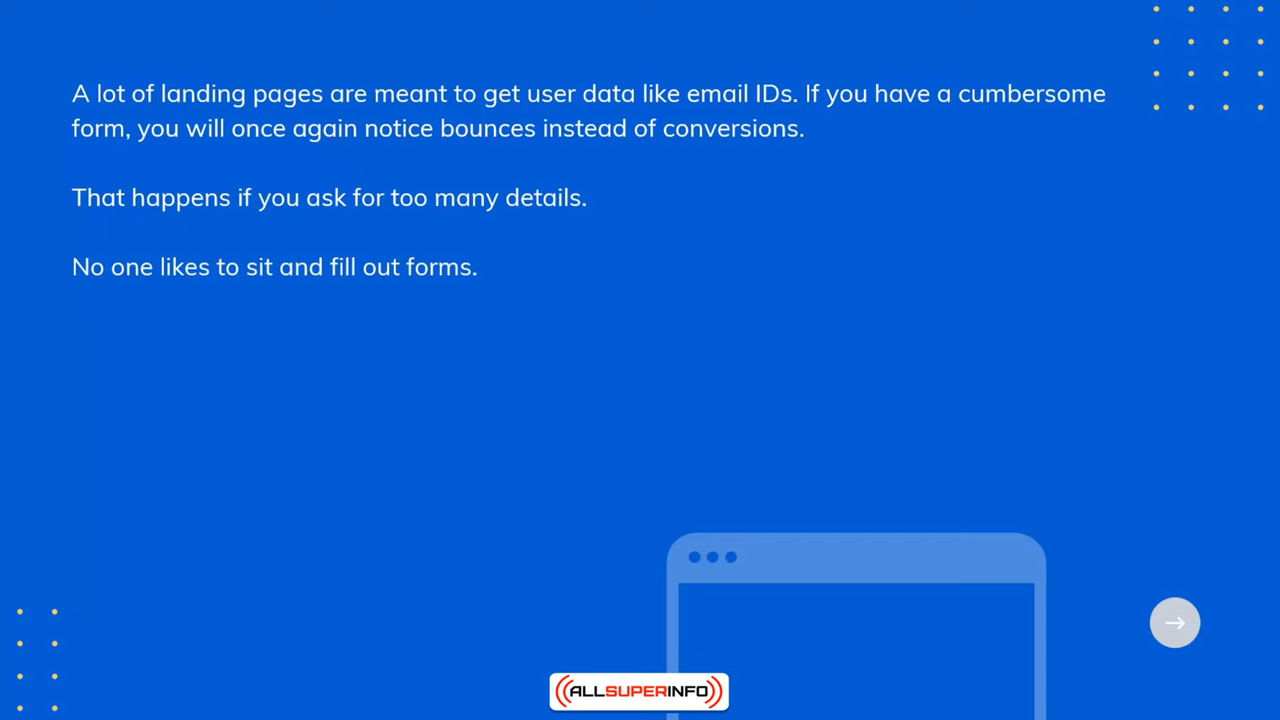 A lot of landing pages are meant to get user data like email IDs. If you have a cumbersome
form, you will once again notice bounces instead of conversions.
That happens if you ask for too many details.
No one likes to sit and fill out forms.
ALLSUPERINFO